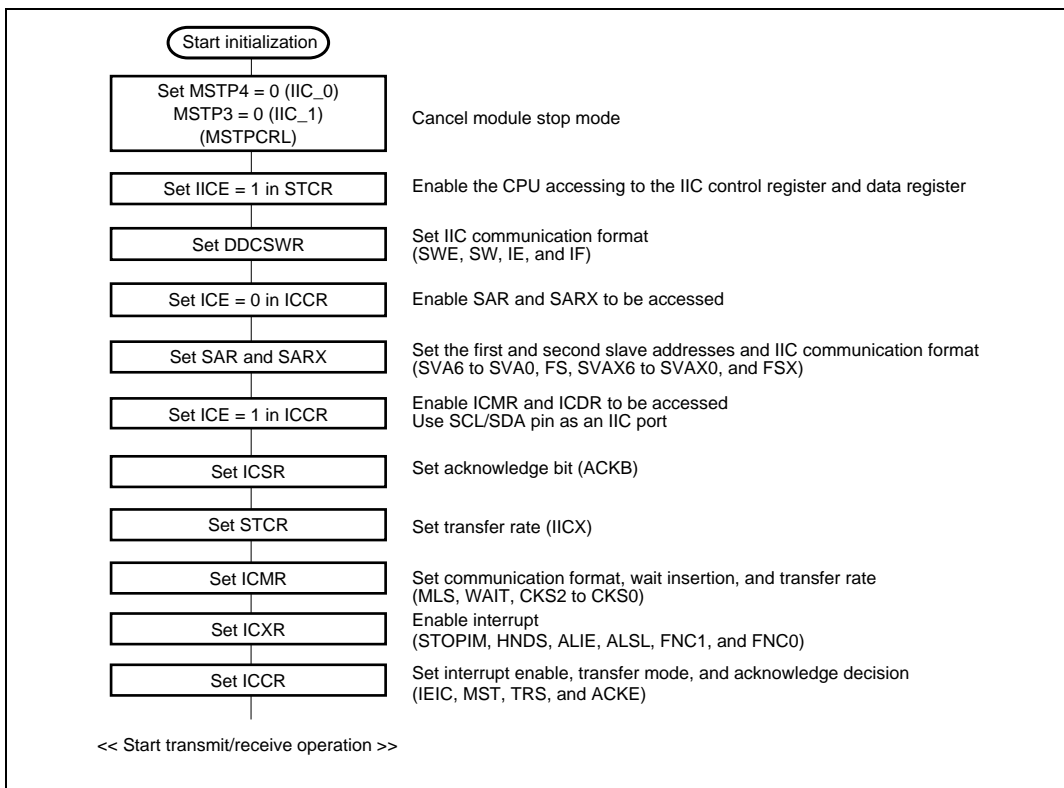 Start initialization
Set MSTP4 = 0 (IIC_0)
MSTP3 = 0 (IIC_1)
(MSTPCRL)
Cancel module stop mode
Set IICE = 1 in STCR
Enable the CPU accessing to the IIC control register and data register
Set DDCSWR
Set IIC communication format
(SWE, SW, IE, and IF)
Set ICE = 0 in ICCR
Enable SAR and SARX to be accessed
Set SAR and SARX
Set the first and second slave addresses and IIC communication format
(SVA6 to SVA0, FS, SVAX6 to SVAX0, and FSX)
Set ICE = 1 in ICCR
Enable ICMR and ICDR to be accessed
Use SCL/SDA pin as an IIC port
Set ICSR
Set acknowledge bit (ACKB)
Set STCR
Set transfer rate (IICX)
Set ICMR
Set communication format, wait insertion, and transfer rate
(MLS, WAIT, CKS2 to CKS0)
Set ICXR
Enable interrupt
(STOPIM, HNDS, ALIE, ALSL, FNC1, and FNC0)
Set ICCR
Set interrupt enable, transfer mode, and acknowledge decision
(IEIC, MST, TRS, and ACKE)
<< Start transmit/receive operation >>